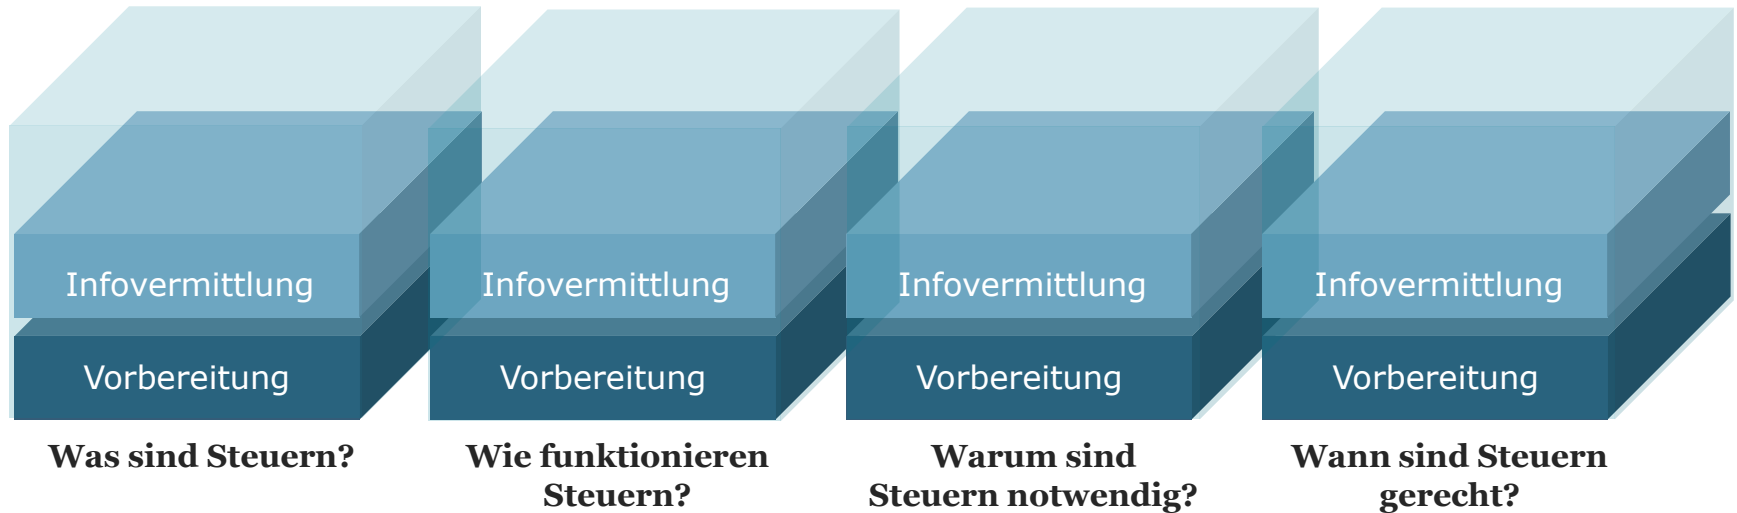 Infovermittlung
Infovermittlung
Infovermittlung
Infovermittlung
Vorbereitung
Vorbereitung
Vorbereitung
Vorbereitung
Was sind Steuern?
Wie funktionieren
Steuern?
Warum sind
Steuern notwendig?
Wann sind Steuern
gerecht?